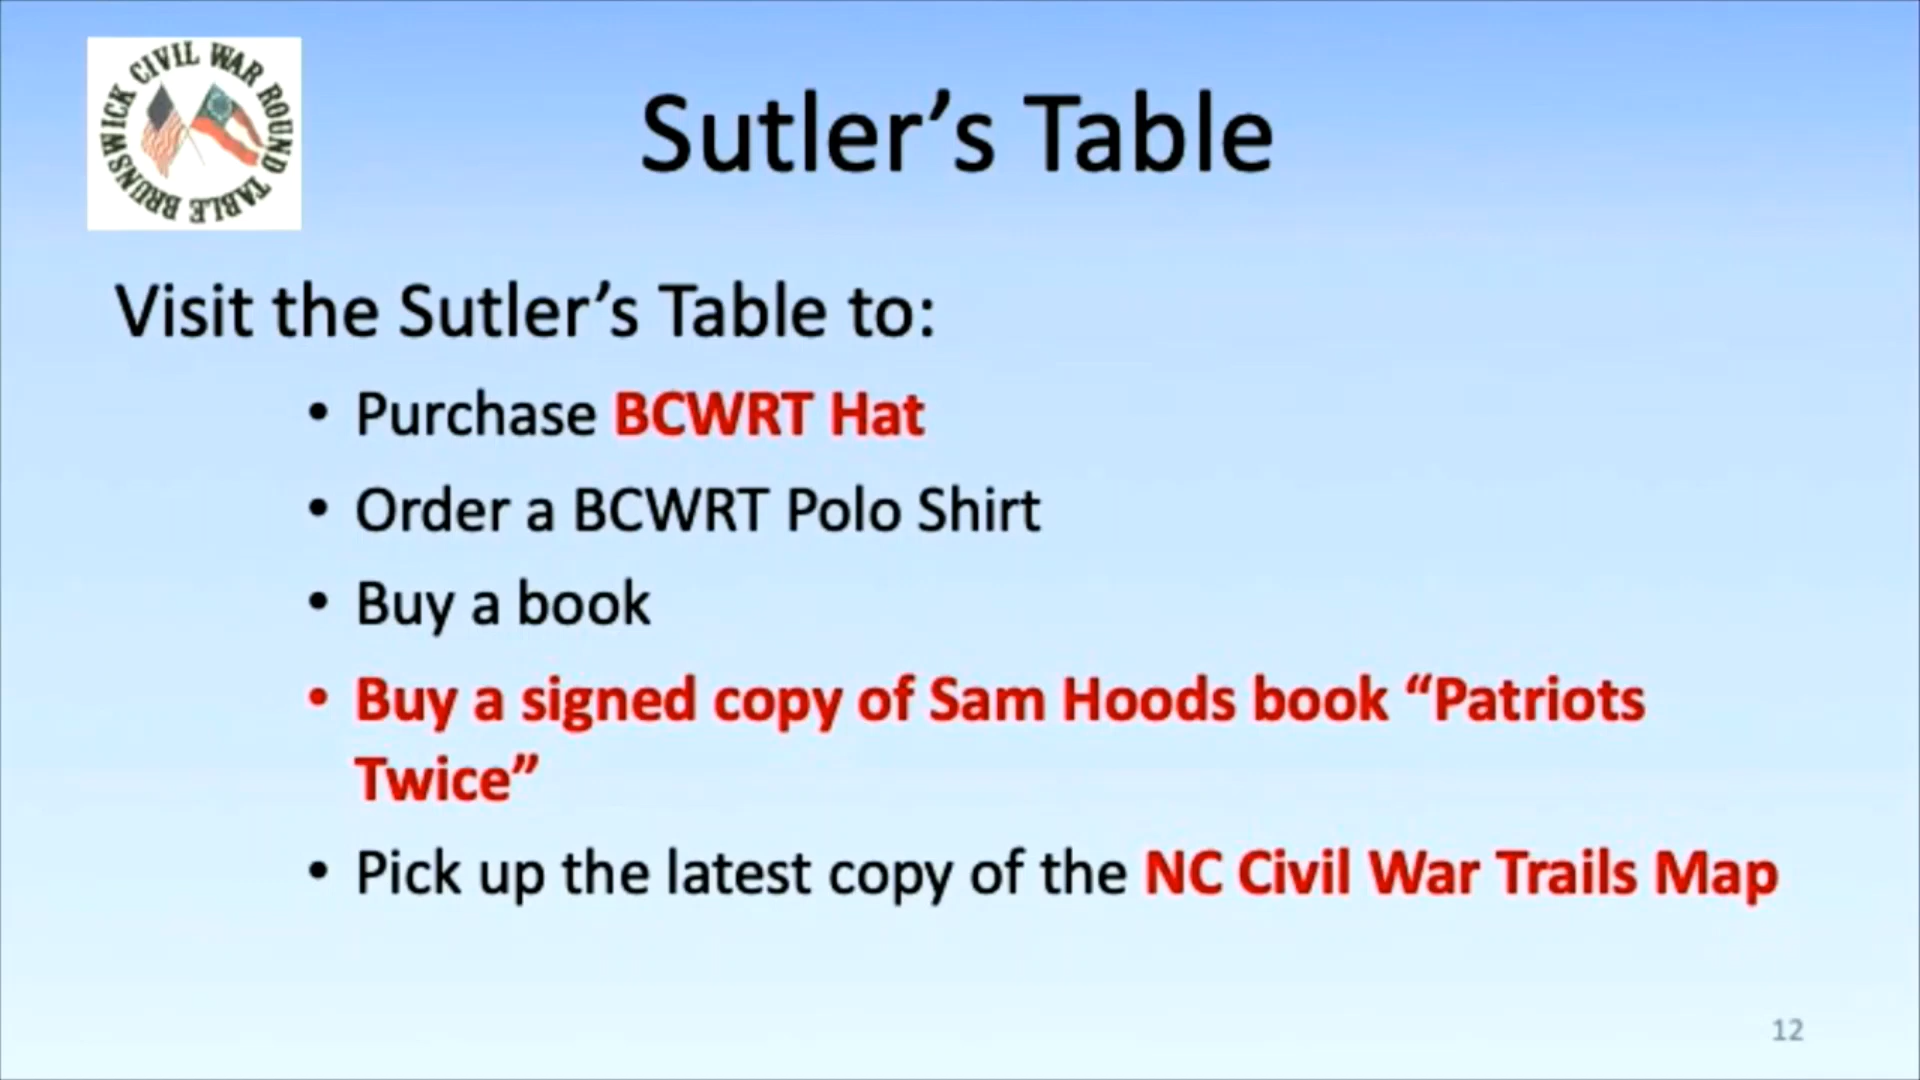 BRUNSWICK CIVIL WAR ROUND TABLE
Sutler’s Table
Visit the Sutler’s Table to:
• Purchase BCWRT Hat
• Order a BCWRT Polo Shirt
• Buy a book
• Buy a signed copy of Sam Hoods book “Patriots
Twice”
• Pick up the latest copy of the NC Civil War Trails Map
12